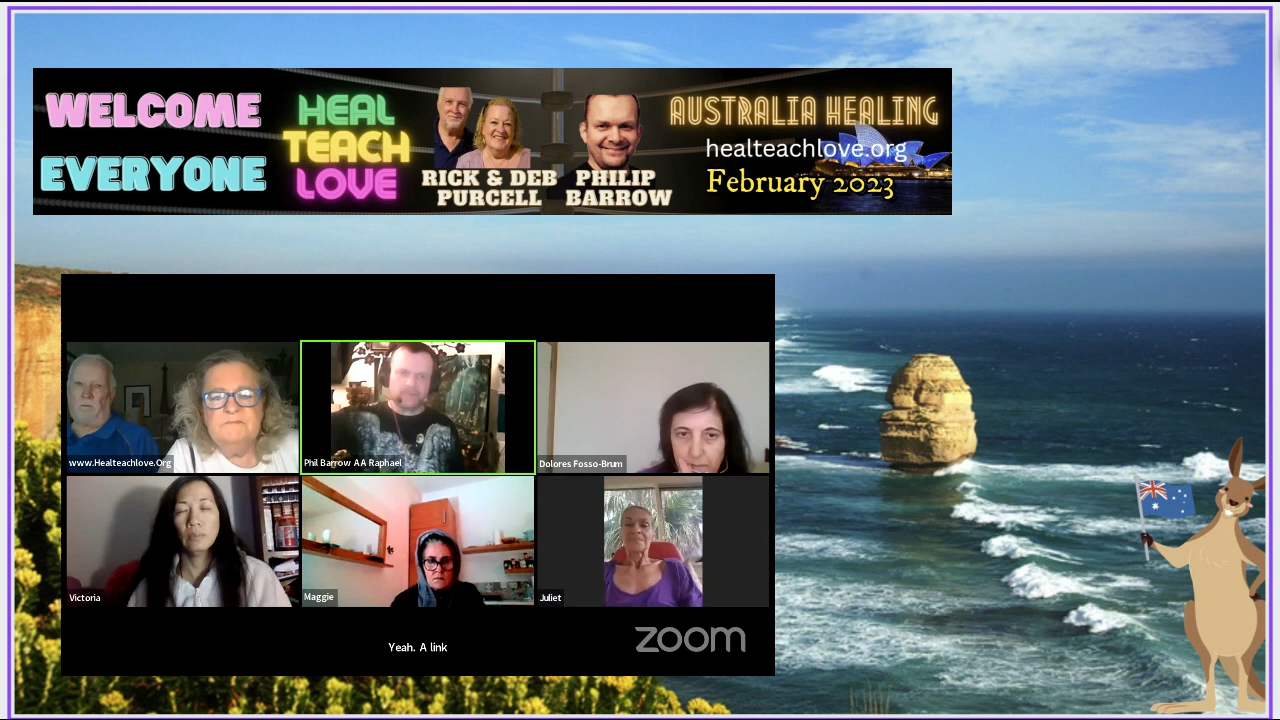 WELCOME
EVERYONE
HEAL
TEACH
LOVE
RICK & DEB
PURCELL
PHILIP
BARROW
AUSTRALIA HEALING
healteachlove.org
February 2023
www.Healteachlove.Org
Phil Barrow AA Raphael
Dolores Fosso-Brum
Victoria
Maggie
Juliet
Yeah. A link
zoom